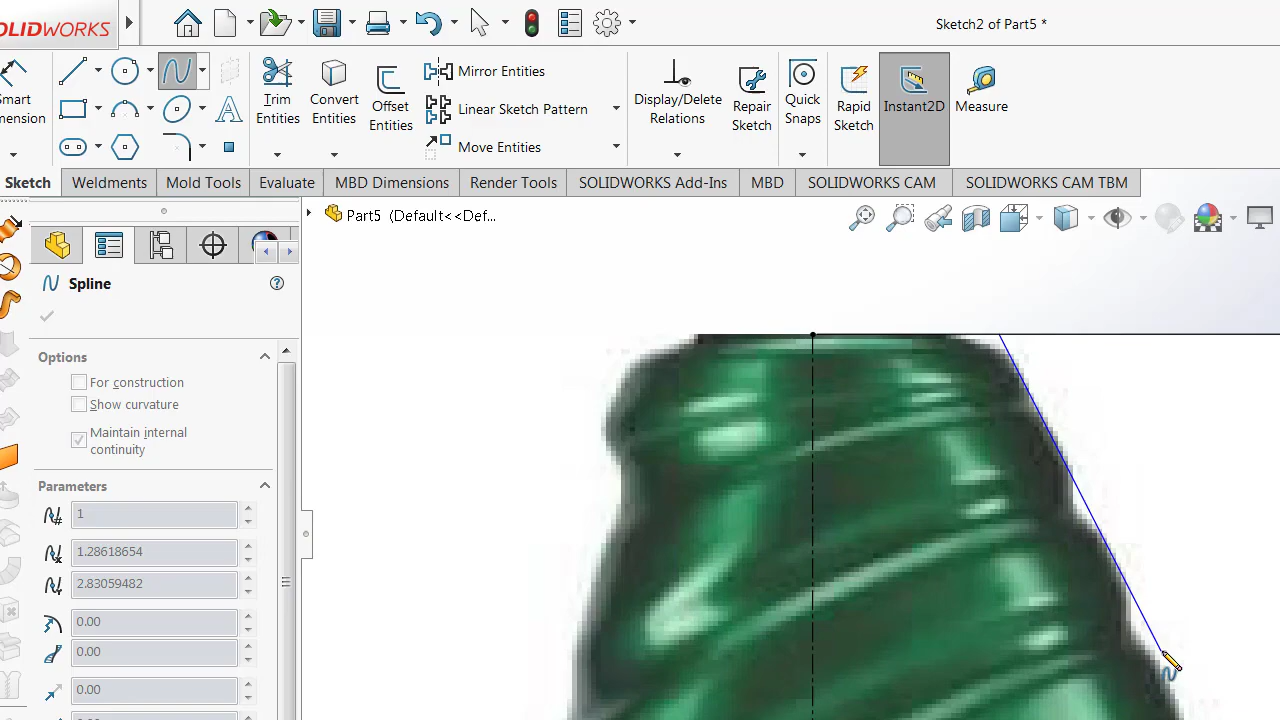 OLIDWORKS
Sketch2 of Part5 *
Smart
Dimension
Trim
Entities
Convert
Entities
Offset
Entities
Mirror Entities
Linear Sketch Pattern
Move Entities
Display/Delete
Relations
Repair
Sketch
Quick
Snaps
Rapid
Sketch
Instant2D
Measure
A
Sketch
Weldments
Mold Tools
Evaluate
MBD Dimensions
Render Tools
SOLIDWORKS Add-Ins
MBD
SOLIDWORKS CAM
SOLIDWORKS CAM TBM
Part5 (Default<<Def...
Spline
Options
For construction
Show curvature
Maintain internal
continuity
Parameters
1
1.28618654
2.83059482
0.00
0.00
0.00